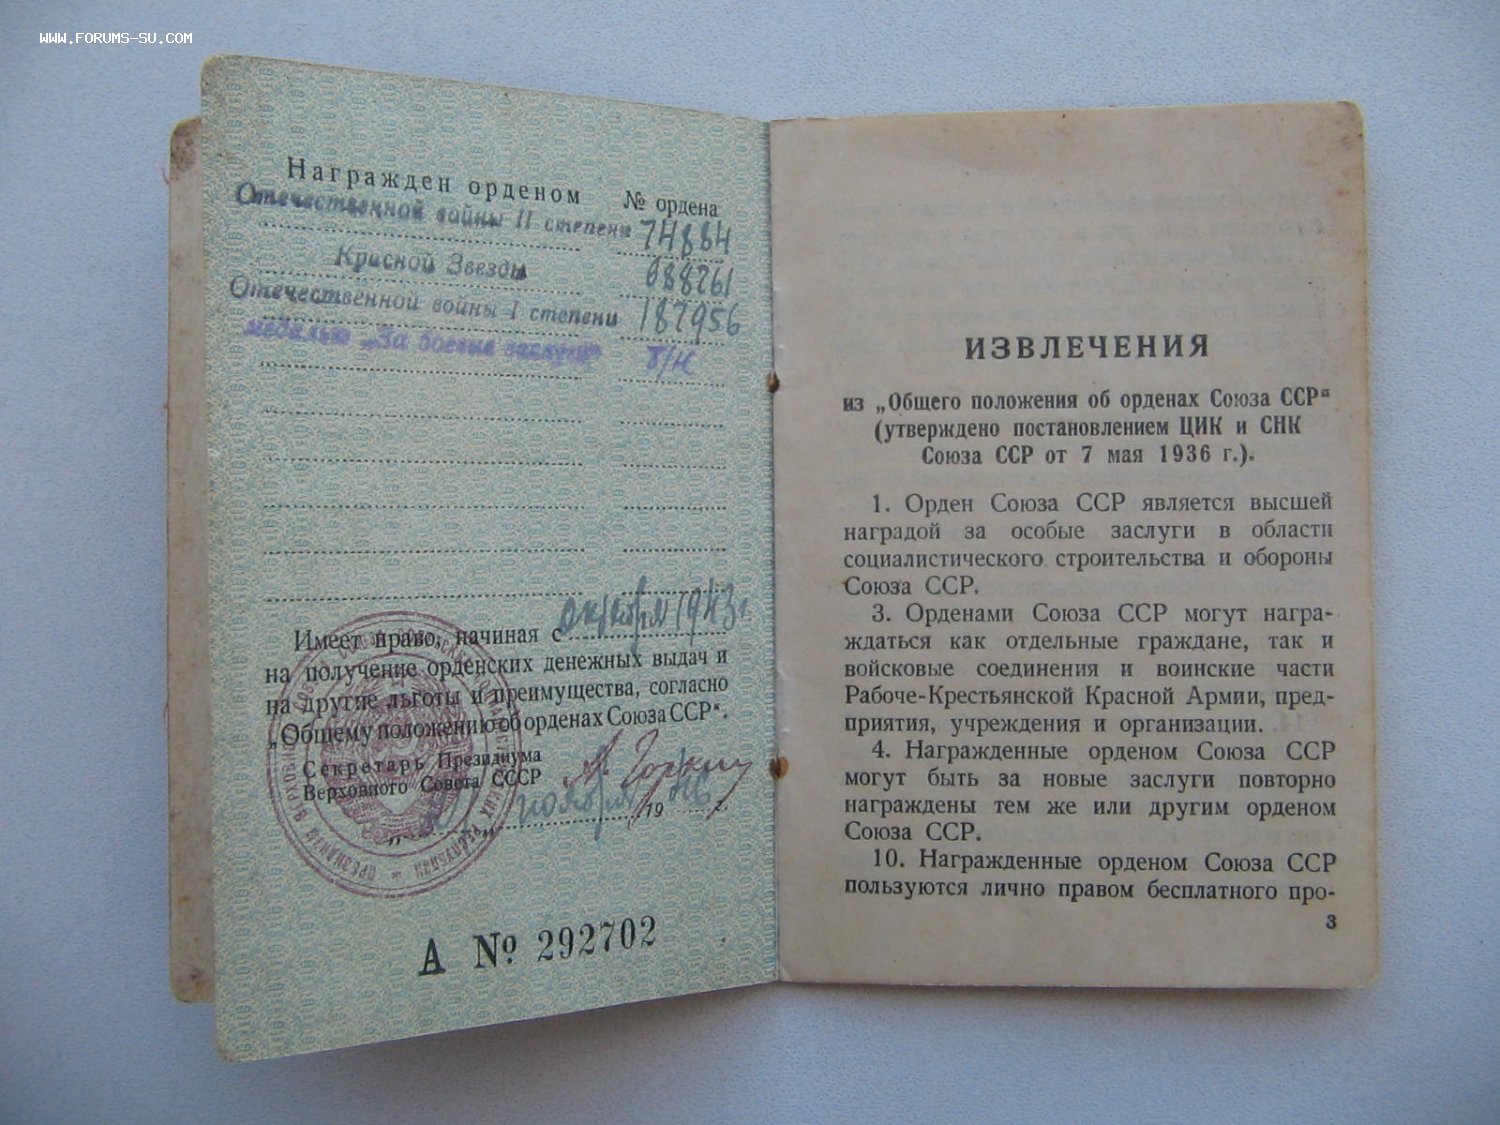 WWW.FORUMS-SU.COM
Награжден орденом № ордена
Отечественной войны II степени 74884
Красной Звезды 688261
Отечественной войны I степени 187956
медалью „За боевые заслуги" Б/Н
Имеет право, начиная с октября 1943 г
на получение орденских денежных выдач и
на другие льготы и преимущества, согласно
„Общему положению об орденах Союза ССР".
Секретарь Президиума
Верховного Совета СССР А. Горкин
ноября 1946 г.
А № 292702
ИЗВЛЕЧЕНИЯ
из „Общего положения об орденах Союза ССР"
(утверждено постановлением ЦИК и СНК
Союза ССР от 7 мая 1936 г.).
1. Орден Союза ССР является высшей
наградой за особые заслуги в области
социалистического строительства и обороны
Союза ССР.
3. Орденами Союза ССР могут награ-
ждаться как отдельные граждане, так и
войсковые соединения и воинские части
Рабоче-Крестьянской Красной Армии, пред-
приятия, учреждения и организации.
4. Награжденные орденом Союза ССР
могут быть за новые заслуги повторно
награждены тем же или другим орденом
Союза ССР.
10. Награжденные орденом Союза ССР
пользуются лично правом бесплатного про-
3